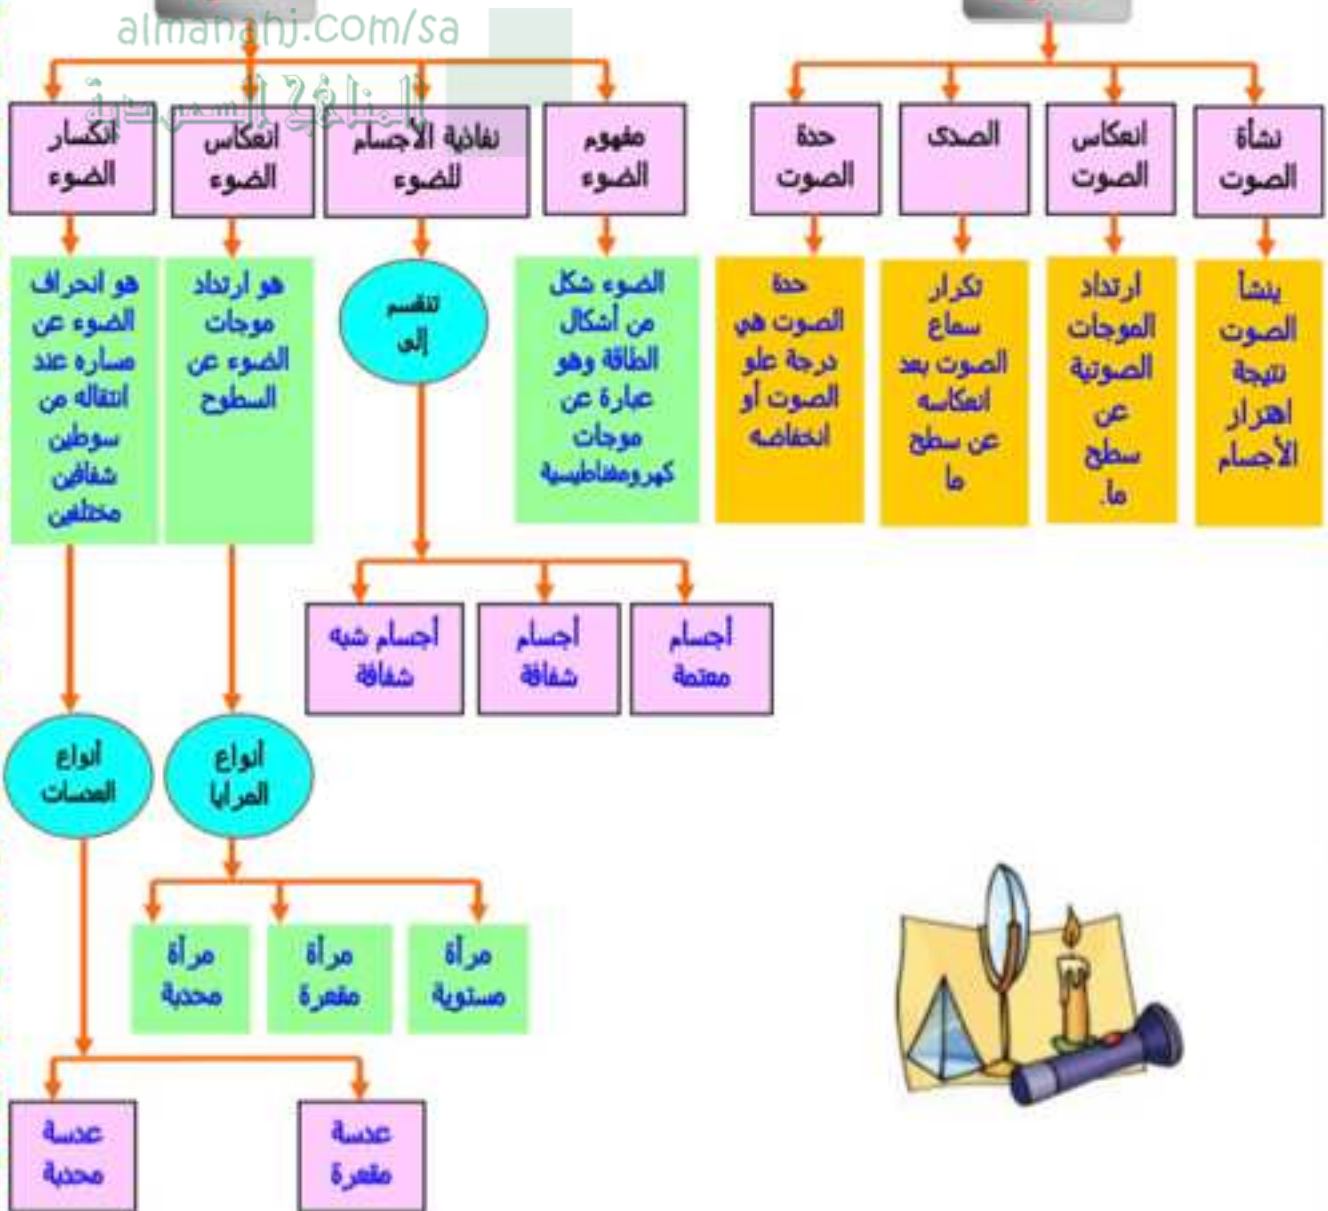 almanahj.com/sa
المناهج السعودية
نشأة
الصوت
انعكاس
الصوت
الصدى
حدة
الصوت
مفهوم
الضوء
نفاذية الأجسام
للضوء
انعكاس
الضوء
انكسار
الضوء
ينشأ
الصوت
نتيجة
اهتزاز
الأجسام
ارتداد
الموجات
الصوتية
عن
سطح
ما.
تكرار
سماع
الصوت بعد
انعكاسه
عن سطح
ما
حدة
الصوت هي
درجة علو
الصوت أو
انخفاضه
الضوء شكل
من أشكال
الطاقة وهو
عبارة عن
موجات
كهرومغناطيسية
تنقسم
إلى
هو ارتداد
موجات
الضوء عن
السطوح
هو انحراف
الضوء عن
مساره عند
انتقاله من
سوطين
شفافين
مختلفين
أجسام
معتمة
أجسام
شفافة
أجسام شبه
شفافة
أنواع
المرايا
أنواع
العدسات
مرآة
مستوية
مرآة
مقعرة
مرآة
محدبة
عدسة
مقعرة
عدسة
محدبة